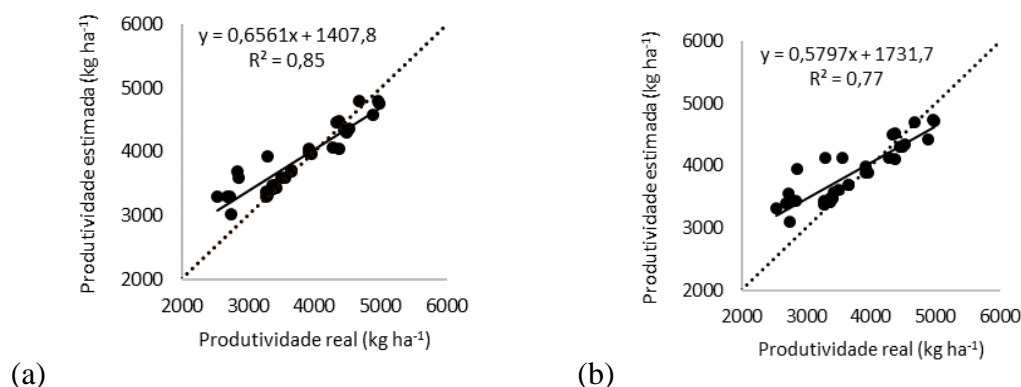 6000
5000
4000
3000
2000
2000 3000 4000 5000 6000
y = 0,6561x + 1407,8
R² = 0,85
Produtividade estimada (kg ha⁻¹)
Produtividade real (kg ha⁻¹)
(a)
6000
5000
4000
3000
2000
2000 3000 4000 5000 6000
y = 0,5797x + 1731,7
R² = 0,77
Produtividade estimada (kg ha⁻¹)
Produtividade real (kg ha⁻¹)
(b)